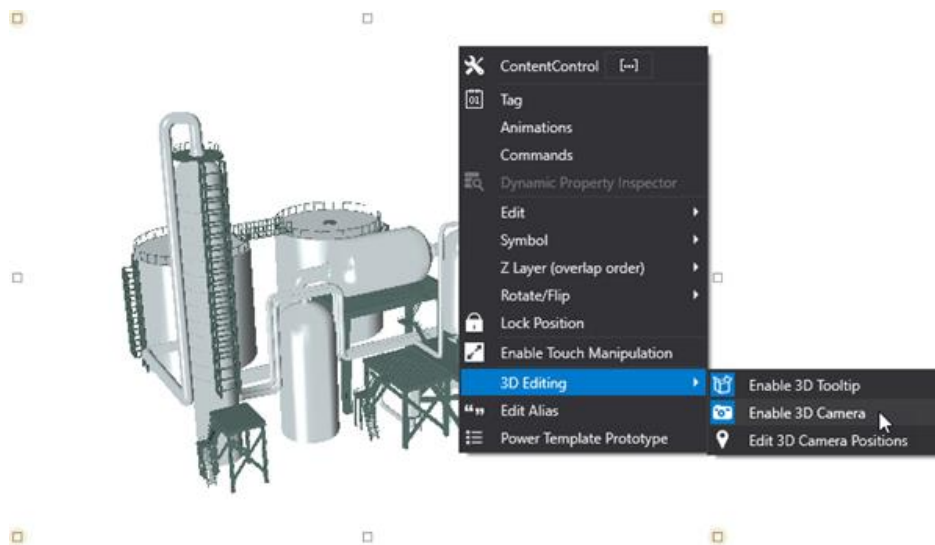 ContentControl [...]
01 Tag
Animations
Commands
Dynamic Property Inspector
Edit
Symbol
Z Layer (overlap order)
Rotate/Flip
Lock Position
Enable Touch Manipulation
3D Editing
Enable 3D Tooltip
Edit Alias
Enable 3D Camera
Power Template Prototype
Edit 3D Camera Positions